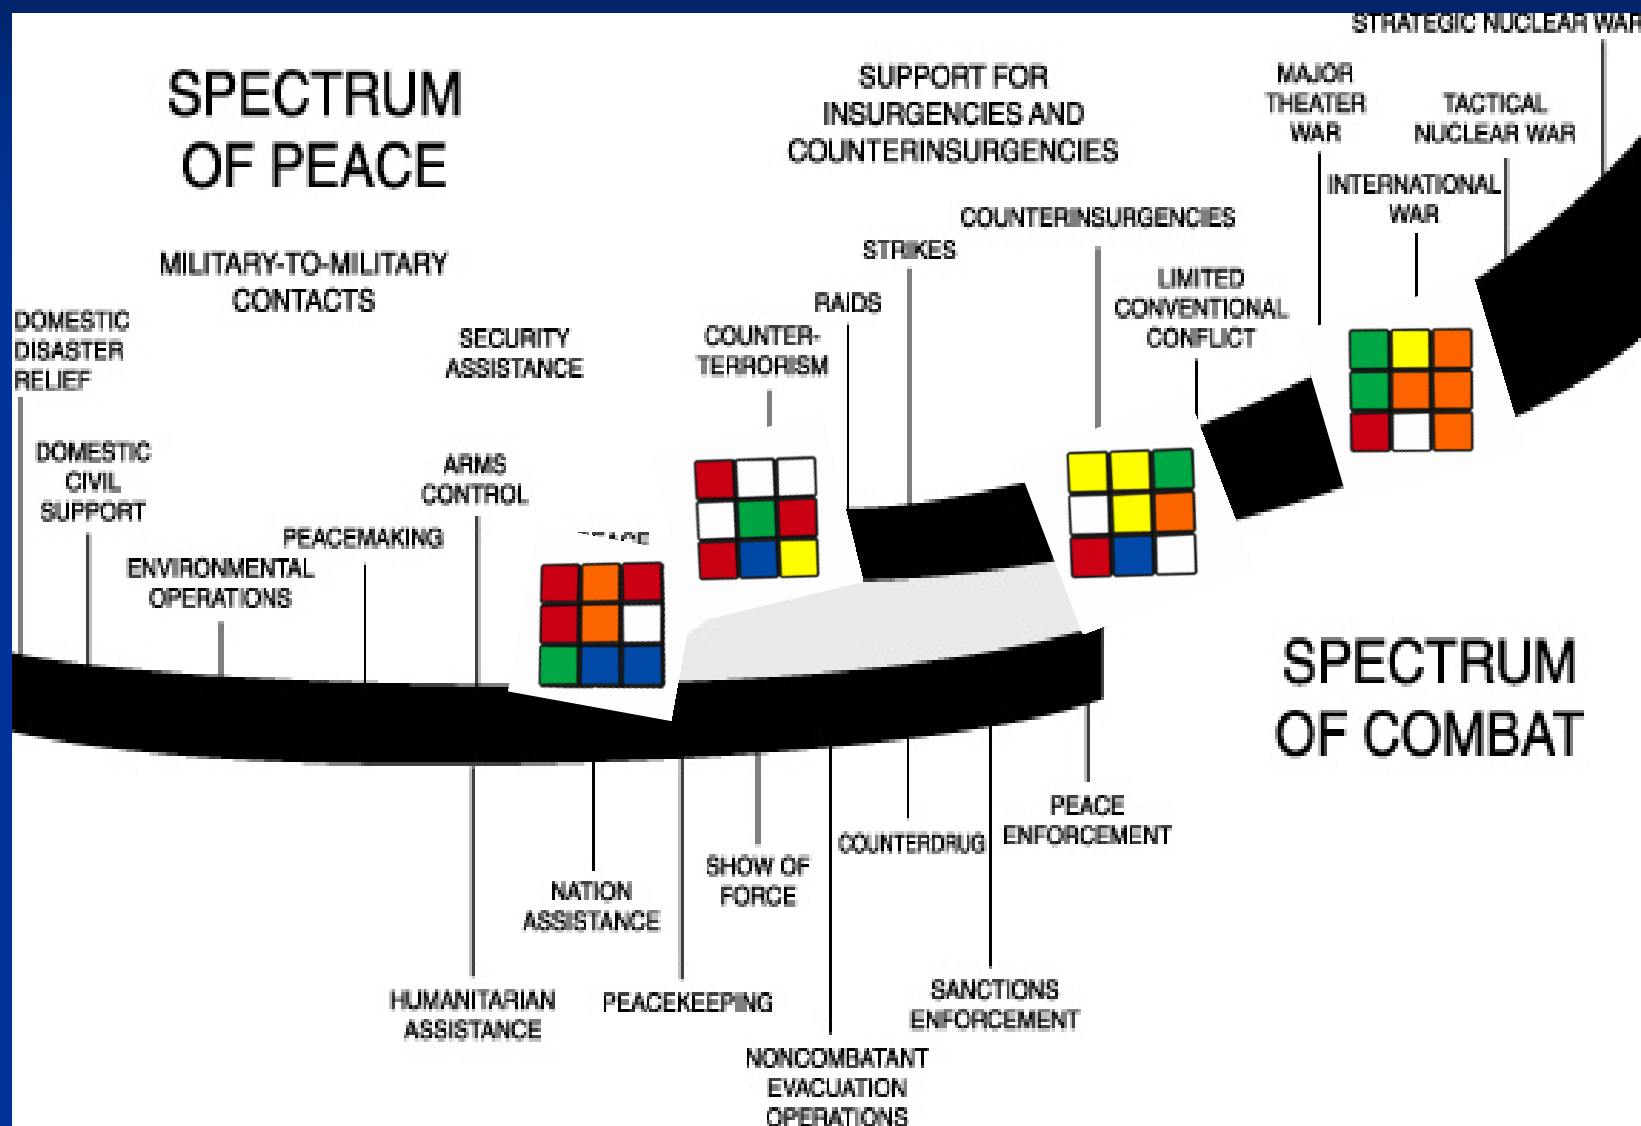 STRATEGIC NUCLEAR WAR
SPECTRUM
OF PEACE
SUPPORT FOR
INSURGENCIES AND
COUNTERINSURGENCIES
MAJOR
THEATER
WAR
TACTICAL
NUCLEAR WAR
INTERNATIONAL
WAR
COUNTERINSURGENCIES
STRIKES
MILITARY-TO-MILITARY
CONTACTS
LIMITED
CONVENTIONAL
CONFLICT
RAIDS
DOMESTIC
DISASTER
RELIEF
SECURITY
ASSISTANCE
COUNTER-
TERRORISM
DOMESTIC
CIVIL
SUPPORT
ARMS
CONTROL
PEACEMAKING
ENVIRONMENTAL
OPERATIONS
SPECTRUM
OF COMBAT
PEACE
ENFORCEMENT
COUNTERDRUG
SHOW OF
FORCE
NATION
ASSISTANCE
HUMANITARIAN
ASSISTANCE
PEACEKEEPING
SANCTIONS
ENFORCEMENT
NONCOMBATANT
EVACUATION
OPERATIONS